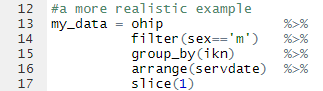 12 #a more realistic example
13 my_data = ohip %>%
14 filter(sex=='m') %>%
15 group_by(ikn) %>%
16 arrange(servdate) %>%
17 slice(1)